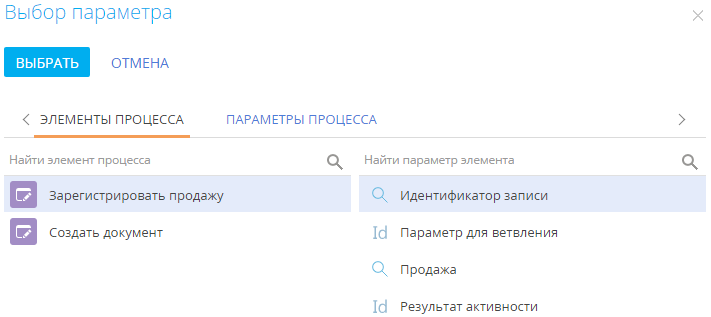 Выбор параметра
ВЫБРАТЬ ОТМЕНА
ЭЛЕМЕНТЫ ПРОЦЕССА ПАРАМЕТРЫ ПРОЦЕССА
Найти элемент процесса Найти параметр элемента
Зарегистрировать продажу Идентификатор записи
Создать документ Id Параметр для ветвления
Продажа
Id Результат активности